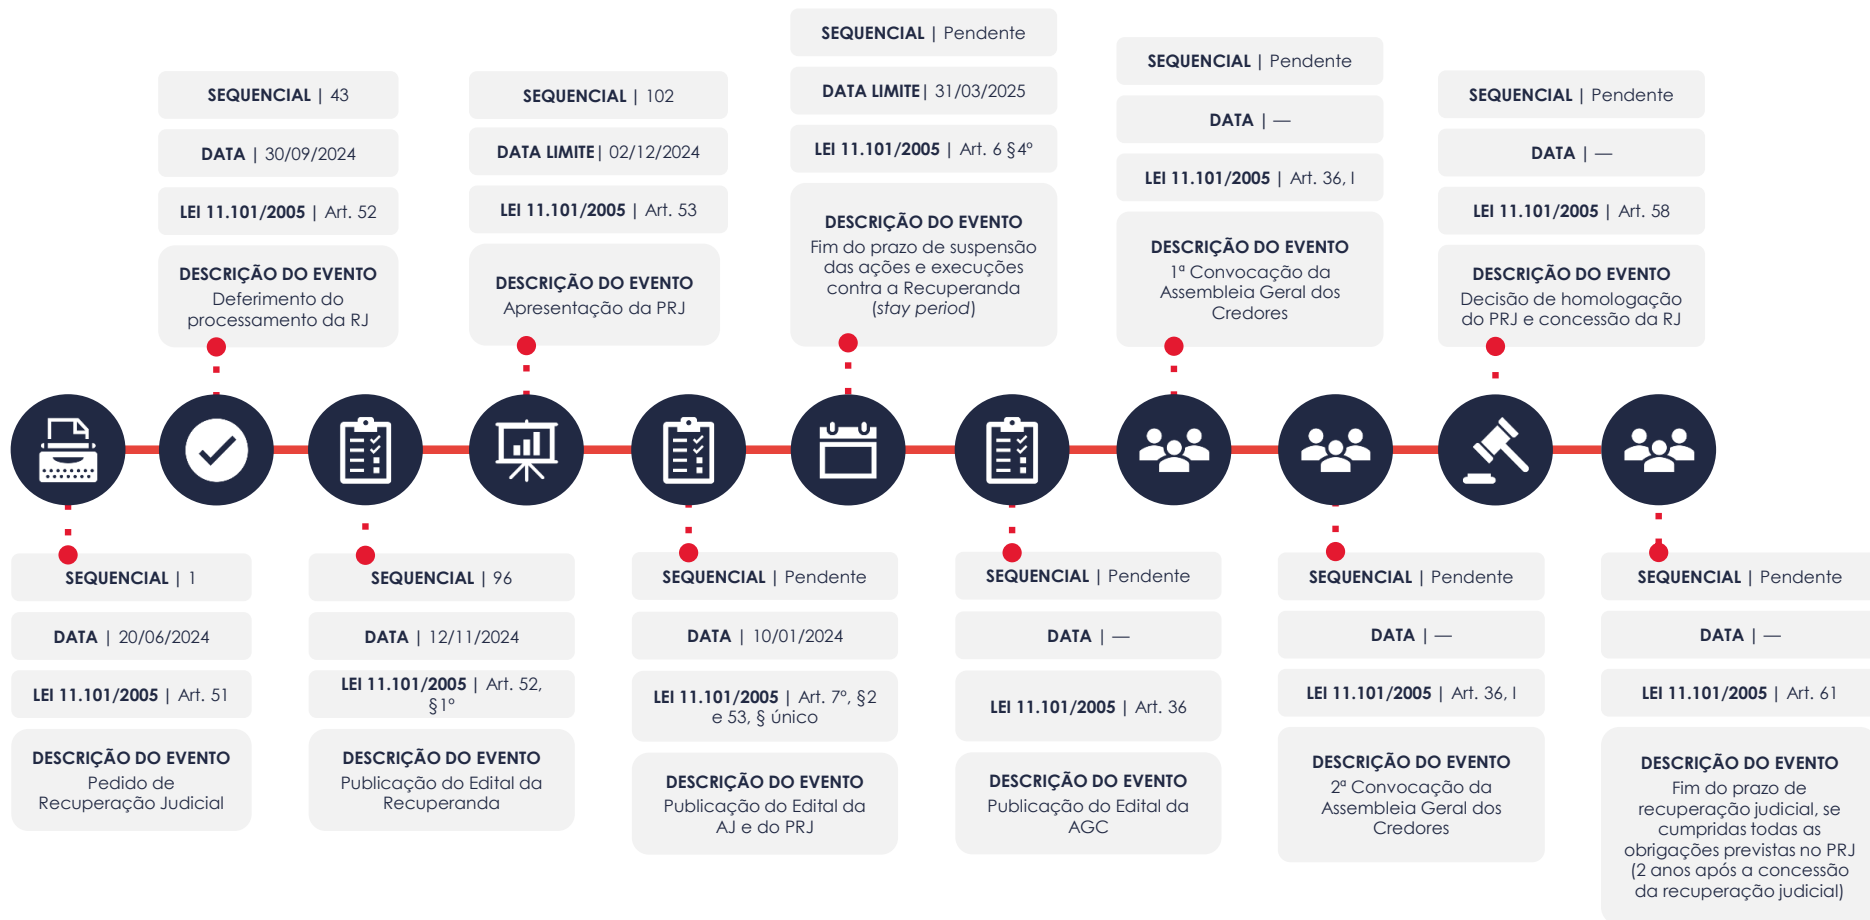 SEQUENCIAL | 43
DATA | 30/09/2024
LEI 11.101/2005 | Art. 52
DESCRIÇÃO DO EVENTO
Deferimento do
processamento da RJ
SEQUENCIAL | 102
DATA LIMITE| 02/12/2024
LEI 11.101/2005 | Art. 53
DESCRIÇÃO DO EVENTO
Apresentação da PRJ
SEQUENCIAL | Pendente
DATA LIMITE| 31/03/2025
LEI 11.101/2005 | Art. 6 §4º
DESCRIÇÃO DO EVENTO
Fim do prazo de suspensão
das ações e execuções
contra a Recuperanda
(stay period)
SEQUENCIAL | Pendente
DATA | —
LEI 11.101/2005 | Art. 36, I
DESCRIÇÃO DO EVENTO
1ª Convocação da
Assembleia Geral dos
Credores
SEQUENCIAL | Pendente
DATA | —
LEI 11.101/2005 | Art. 58
DESCRIÇÃO DO EVENTO
Decisão de homologação
do PRJ e concessão da RJ
SEQUENCIAL | 1
DATA | 20/06/2024
LEI 11.101/2005 | Art. 51
DESCRIÇÃO DO EVENTO
Pedido de
Recuperação Judicial
SEQUENCIAL | 96
DATA | 12/11/2024
LEI 11.101/2005 | Art. 52,
§1º
DESCRIÇÃO DO EVENTO
Publicação do Edital da
Recuperanda
SEQUENCIAL | Pendente
DATA | 10/01/2024
LEI 11.101/2005 | Art. 7º, §2
e 53, § único
DESCRIÇÃO DO EVENTO
Publicação do Edital da
AJ e do PRJ
SEQUENCIAL | Pendente
DATA | —
LEI 11.101/2005 | Art. 36
DESCRIÇÃO DO EVENTO
Publicação do Edital da
AGC
SEQUENCIAL | Pendente
DATA | —
LEI 11.101/2005 | Art. 36, I
DESCRIÇÃO DO EVENTO
2ª Convocação da
Assembleia Geral dos
Credores
SEQUENCIAL | Pendente
DATA | —
LEI 11.101/2005 | Art. 61
DESCRIÇÃO DO EVENTO
Fim do prazo de
recuperação judicial, se
cumpridas todas as
obrigações previstas no PRJ
(2 anos após a concessão
da recuperação judicial)